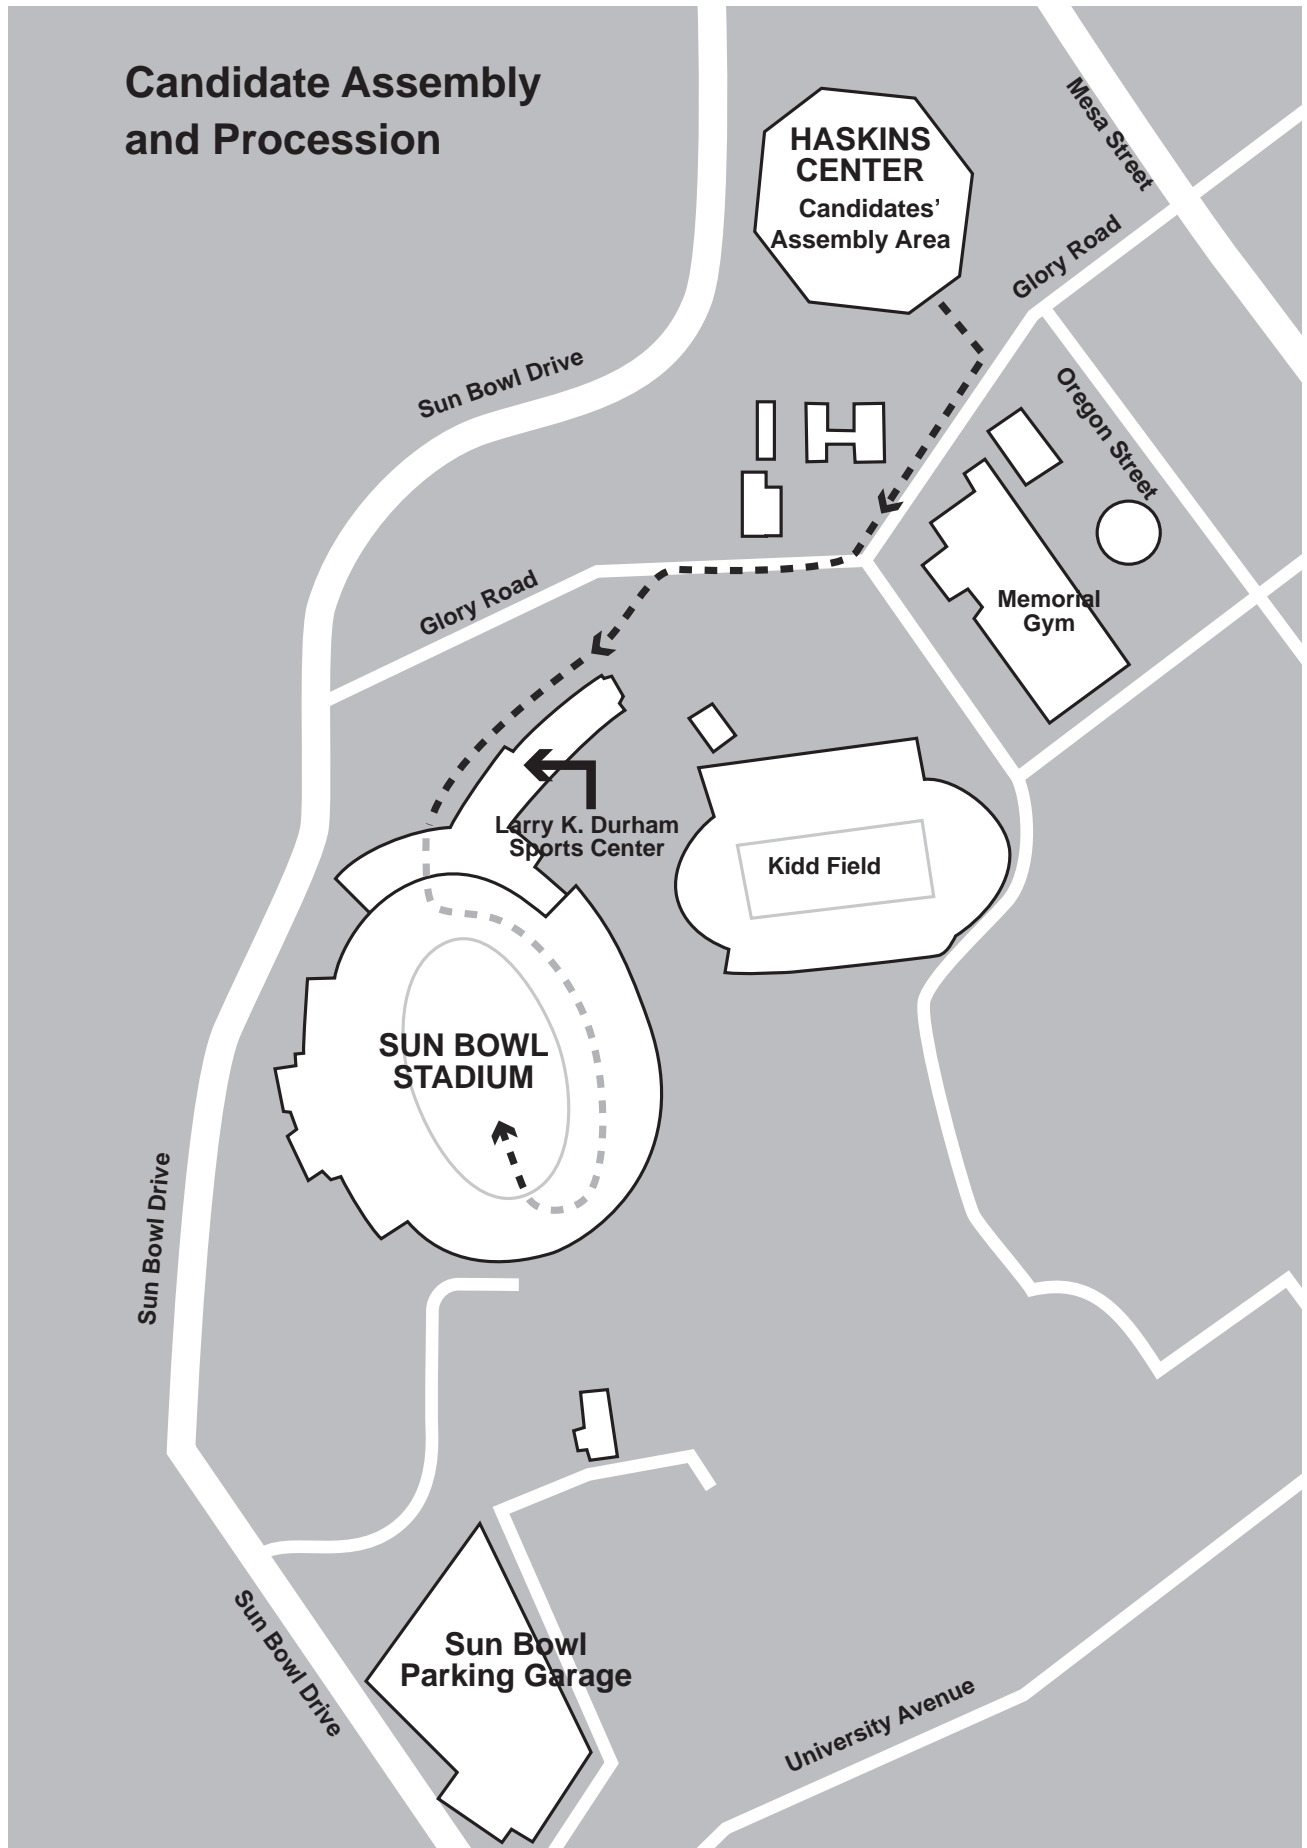 Candidate Assembly
and Procession
HASKINS
CENTER
Candidates’
Assembly Area
Mesa Street
Glory Road
Sun Bowl Drive
Oregon Street
Glory Road
Memorial
Gym
Larry K. Durham
Sports Center
Kidd Field
SUN BOWL
STADIUM
Sun Bowl Drive
Sun Bowl Drive
Sun Bowl
Parking Garage
University Avenue